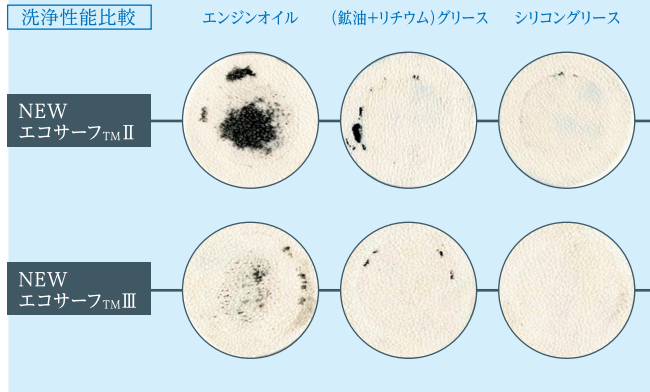 洗浄性能比較
エンジンオイル
（鉱油+リチウム）グリース
シリコングリース
NEW
エコサーフTMⅡ
NEW
エコサーフTMⅢ